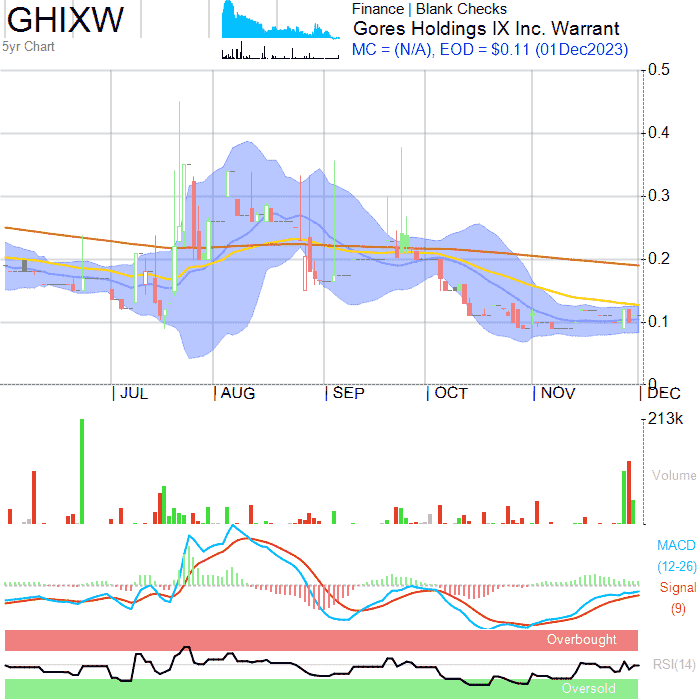 GHIXW
5yr Chart
Finance | Blank Checks
Gores Holdings IX Inc. Warrant
MC = (N/A), EOD = $0.11 (01Dec2023)
0.5
0.4
0.3
0.2
0.1
0
JUL AUG SEP OCT NOV DEC
213k
Volume
MACD
(12-26)
Signal
(9)
Overbought
RSI(14)
Oversold